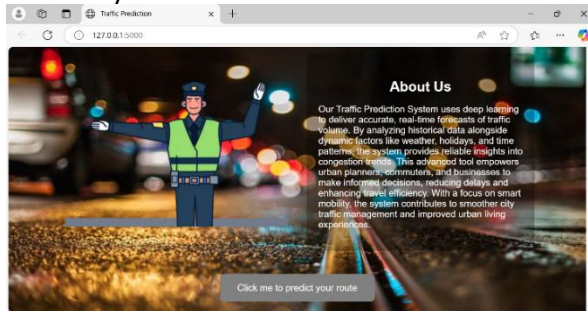 Traffic Prediction
127.0.0.1:5000
About Us
Our Traffic Prediction System uses deep learning
to deliver accurate, real-time forecasts of traffic
volume. By analyzing historical data alongside
dynamic factors like weather, holidays, and time
patterns, the system provides reliable insights into
congestion trends. This advanced tool empowers
urban planners, commuters, and businesses to
make informed decisions, reducing delays and
enhancing travel efficiency. With a focus on smart
mobility, the system contributes to smoother city
traffic management and improved urban living
experiences.
Click me to predict your route